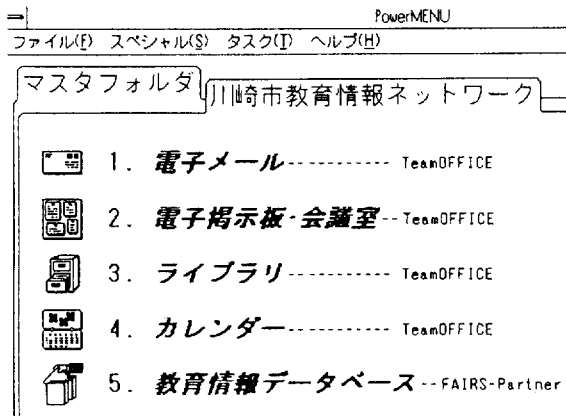 PowerMENU
ファイル(F) スペシャル(S) タスク(T) ヘルプ(H)
マスタフォルダ 川崎市教育情報ネットワーク
1. 電子メール----------- TeamOFFICE
2. 電子掲示板・会議室--TeamOFFICE
3. ライブラリ----------- TeamOFFICE
4. カレンダー----------- TeamOFFICE
5. 教育情報データベース--FAIRS-Partner